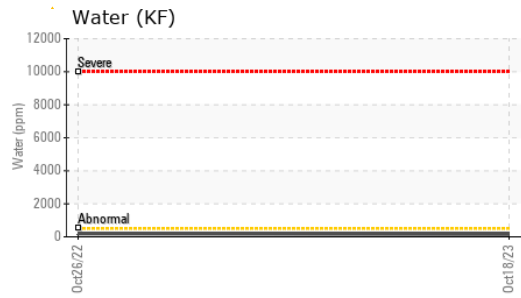 Water (KF)
12000
Severe
10000
8000
6000
4000
2000
Abnormal
0
Water (ppm)
Oct26/22
Oct18/23